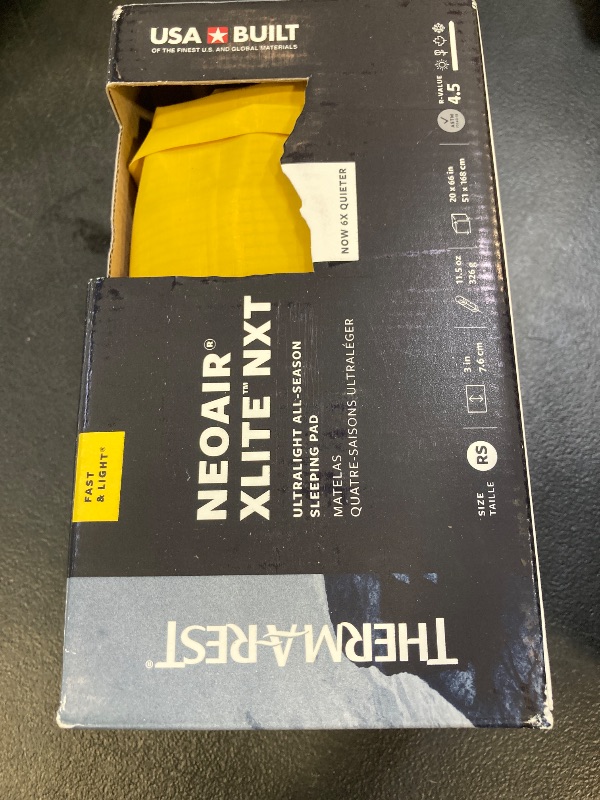 USA BUILT
OF THE FINEST U.S. AND GLOBAL MATERIALS
NOW 6X QUIETER
FAST
& LIGHT®
NEOAIR®
XLITE™ NXT
ULTRALIGHT ALL-SEASON
SLEEPING PAD
MATELAS
QUATRE-SAISONS ULTRALÉGER
SIZE
TAILLE
RS
3 in
7.6 cm
11.5 oz
326 g
20 x 66 in
51 x 168 cm
ASTM
R-VALUE
4.5
THERM-A-REST®